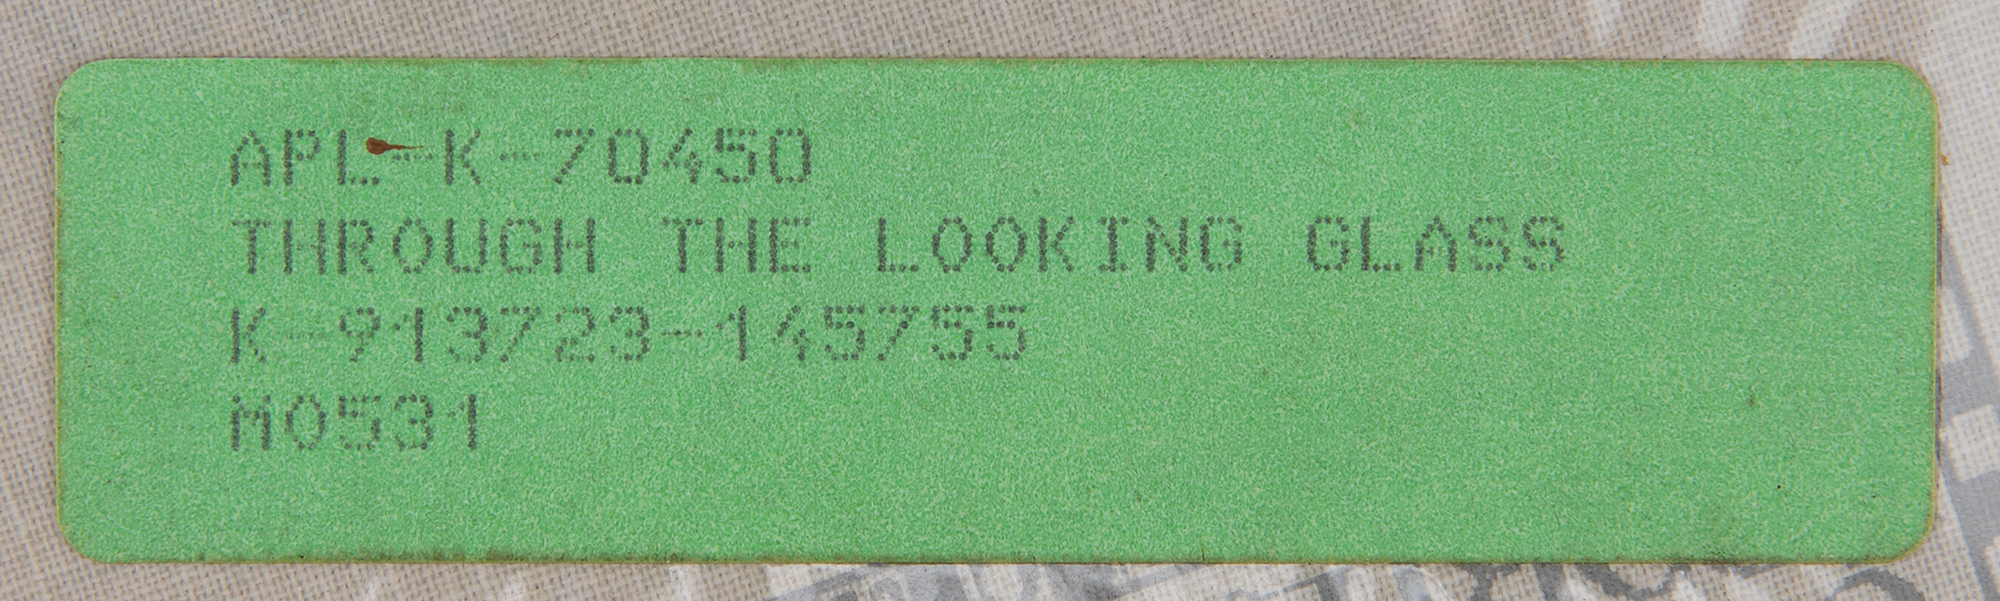 APL-K-70450
THROUGH THE LOOKING GLASS
K-913723-145755
M0531